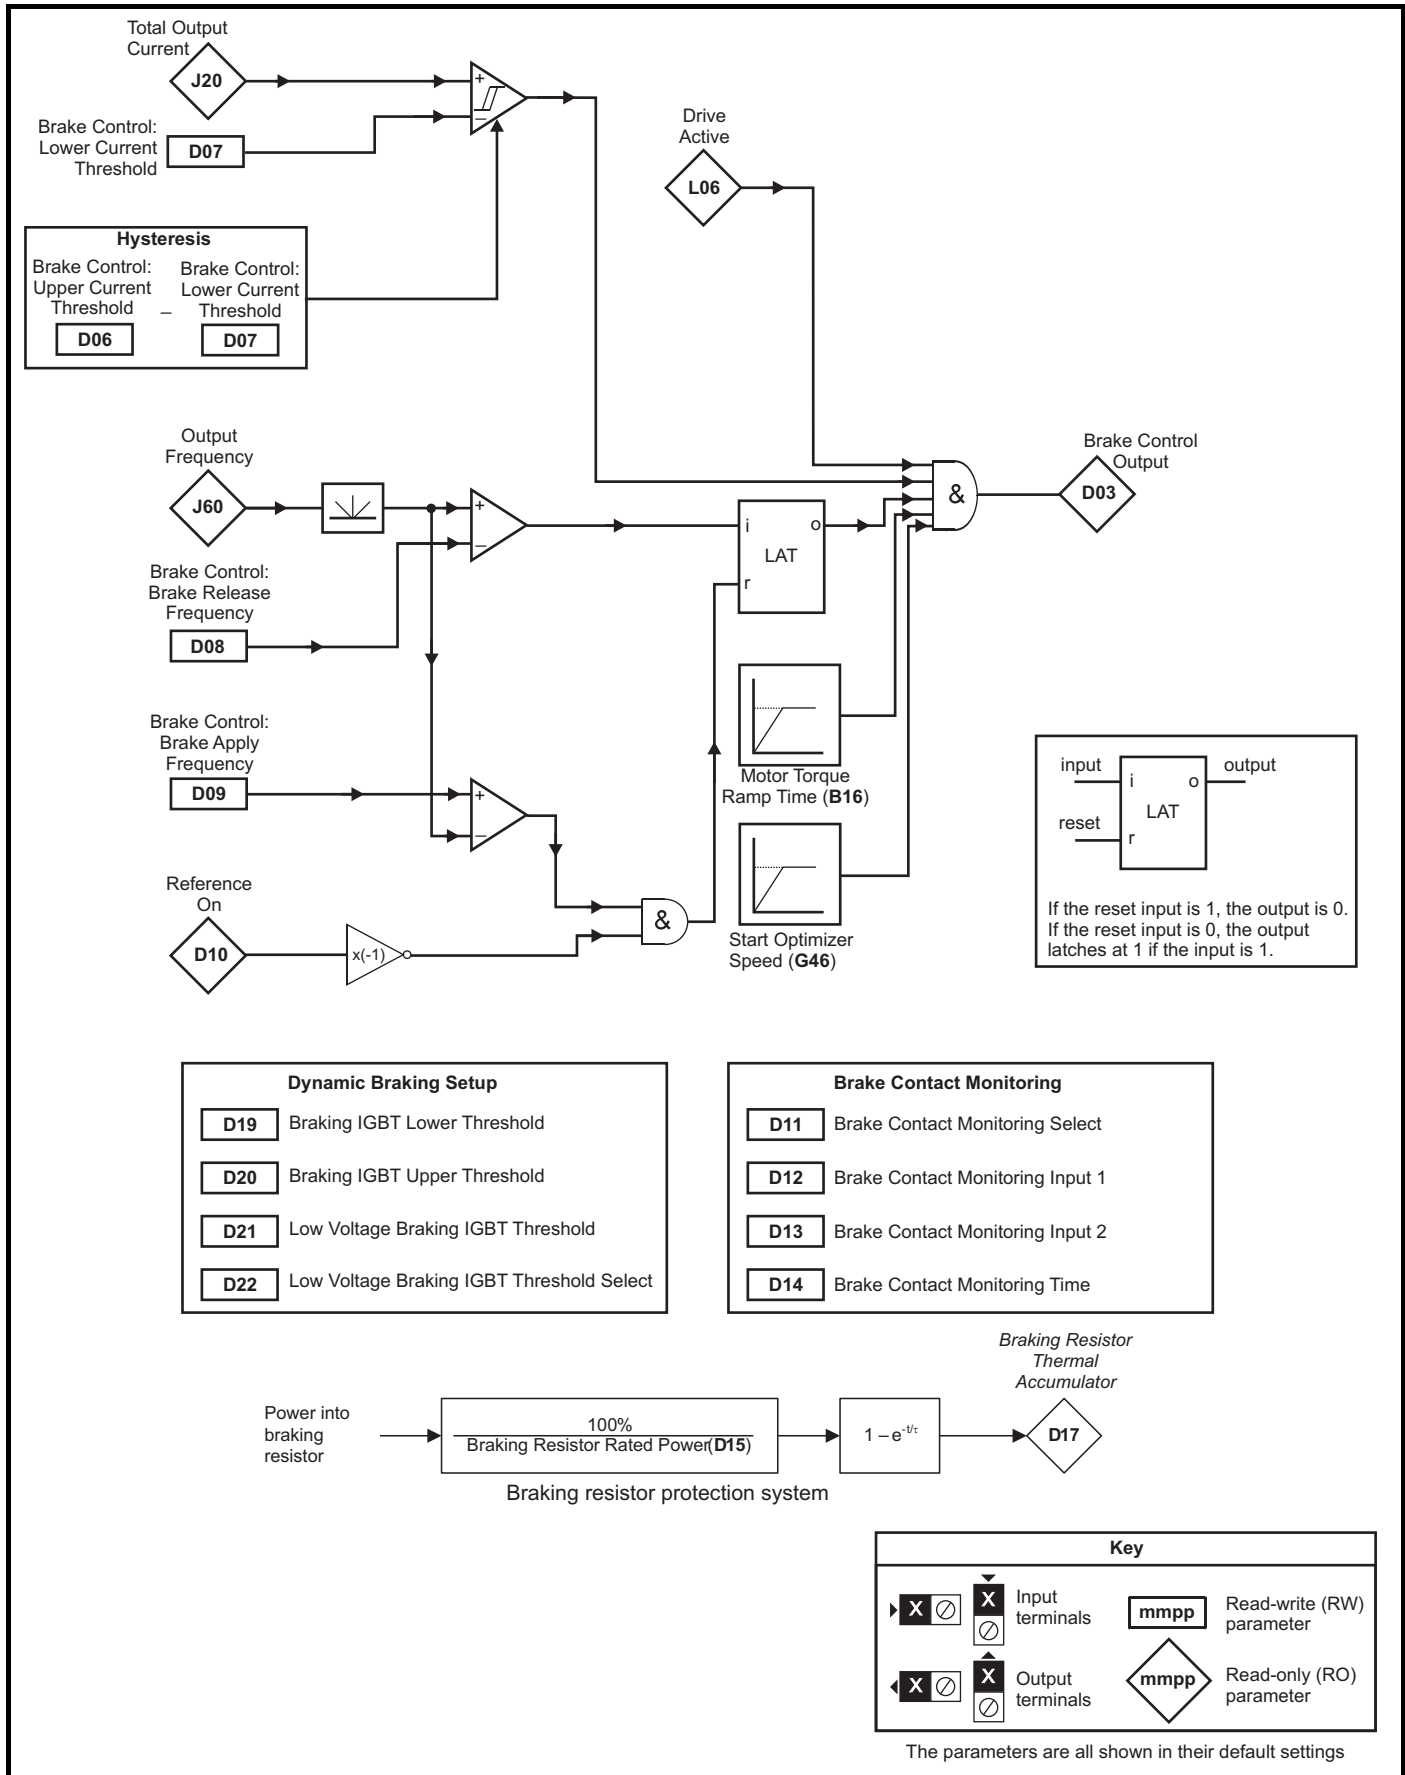 Total Output
Current
J20
+
–
Brake Control:
Lower Current
Threshold
D07
Drive
Active
L06
Hysteresis
Brake Control:
Upper Current
Threshold
–
Brake Control:
Lower Current
Threshold
D06
D07
Output
Frequency
J60
+
–
Brake Control
Output
D03
&
i
o
LAT
r
Brake Control:
Brake Release
Frequency
D08
Brake Control:
Brake Apply
Frequency
D09
+
–
Motor Torque
Ramp Time (B16)
input
output
i
o
LAT
reset
r
If the reset input is 1, the output is 0.
If the reset input is 0, the output
latches at 1 if the input is 1.
Reference
On
D10
x(-1)
&
Start Optimizer
Speed (G46)
Dynamic Braking Setup
D19 Braking IGBT Lower Threshold
D20 Braking IGBT Upper Threshold
D21 Low Voltage Braking IGBT Threshold
D22 Low Voltage Braking IGBT Threshold Select
Brake Contact Monitoring
D11 Brake Contact Monitoring Select
D12 Brake Contact Monitoring Input 1
D13 Brake Contact Monitoring Input 2
D14 Brake Contact Monitoring Time
Braking Resistor
Thermal
Accumulator
Power into
braking
resistor
100%
Braking Resistor Rated Power(D15)
1 – e-t/τ
D17
Braking resistor protection system
Key
X
X
Input
terminals
mmpp
Read-write (RW)
parameter
X
X
Output
terminals
mmpp
Read-only (RO)
parameter
The parameters are all shown in their default settings